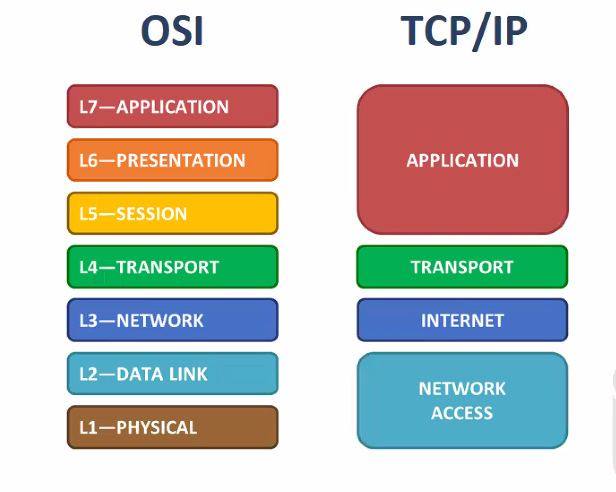 OSI
TCP/IP
L7—APPLICATION
L6—PRESENTATION
L5—SESSION
L4—TRANSPORT
L3—NETWORK
L2—DATA LINK
L1—PHYSICAL
APPLICATION
TRANSPORT
INTERNET
NETWORK
ACCESS